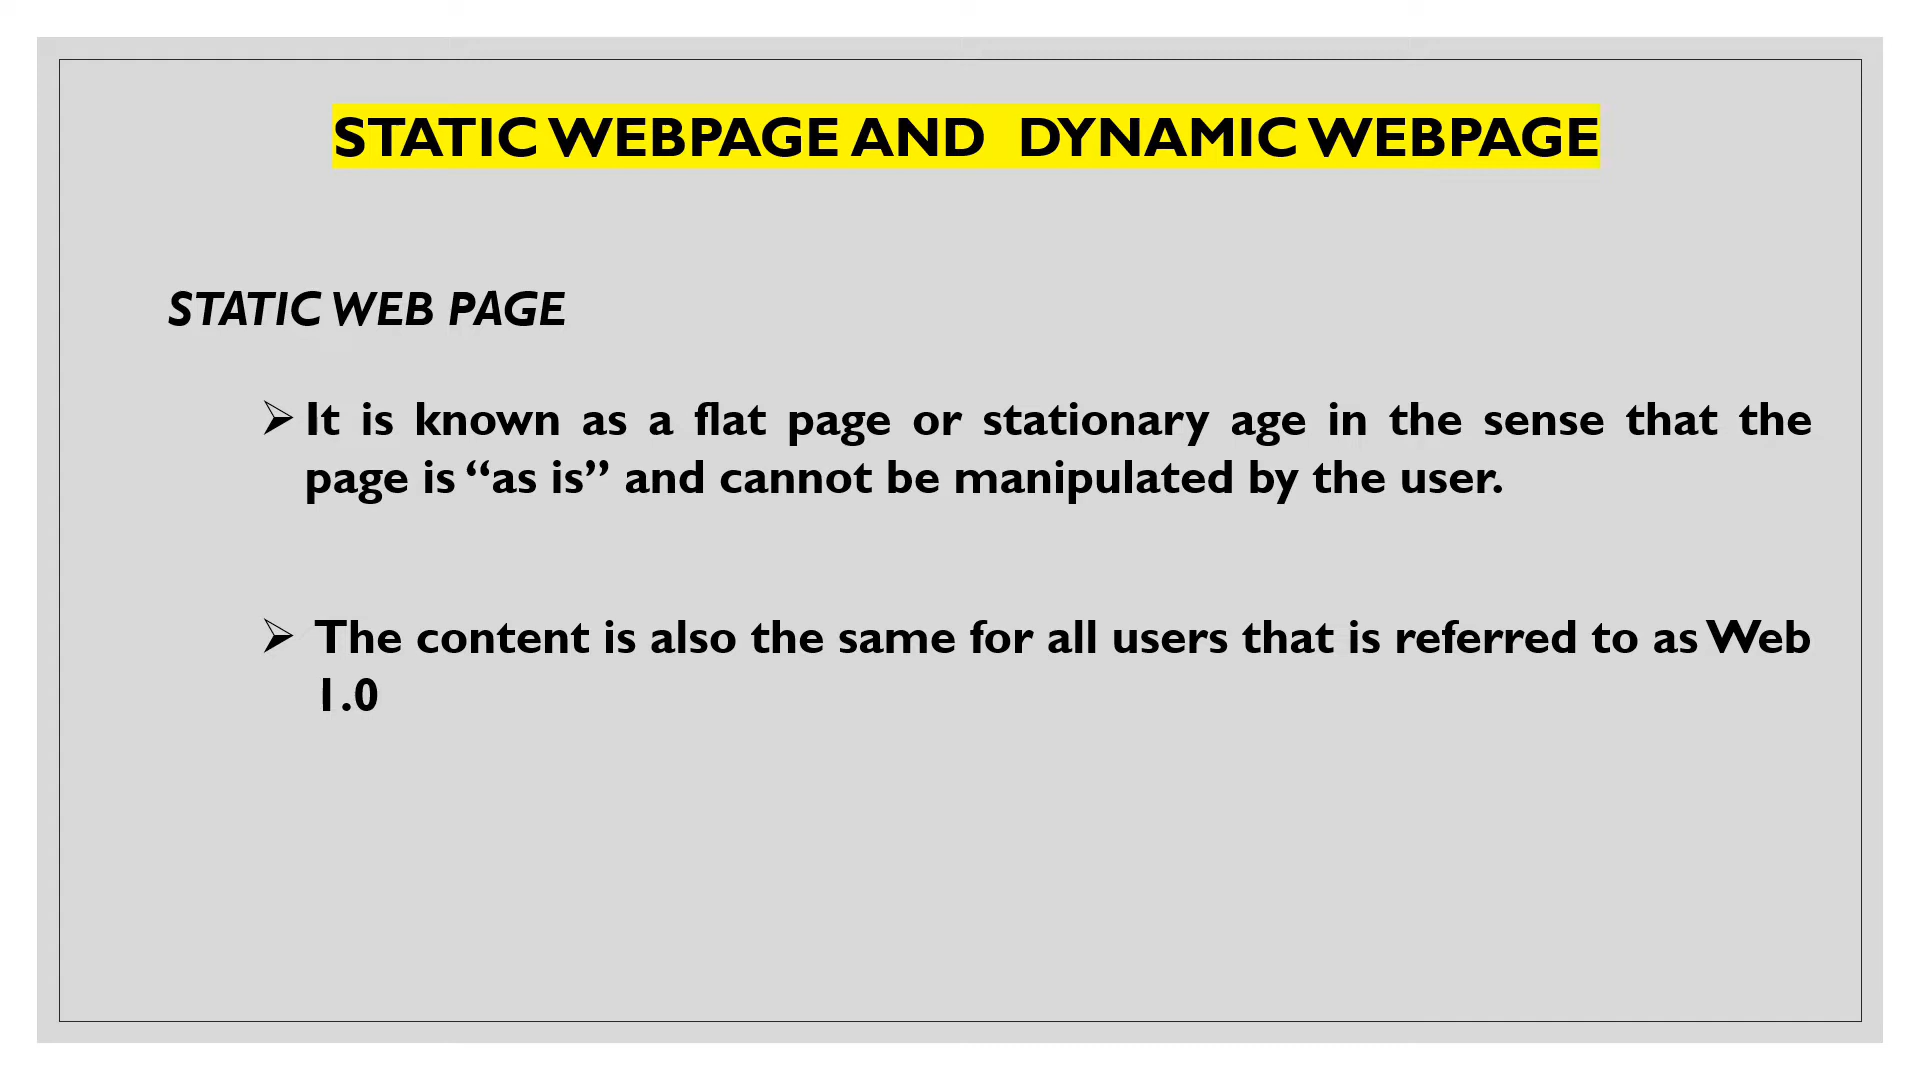 STATIC WEBPAGE AND DYNAMIC WEBPAGE
STATIC WEB PAGE
It is known as a flat page or stationary age in the sense that the
page is “as is” and cannot be manipulated by the user.
The content is also the same for all users that is referred to as Web
1.0